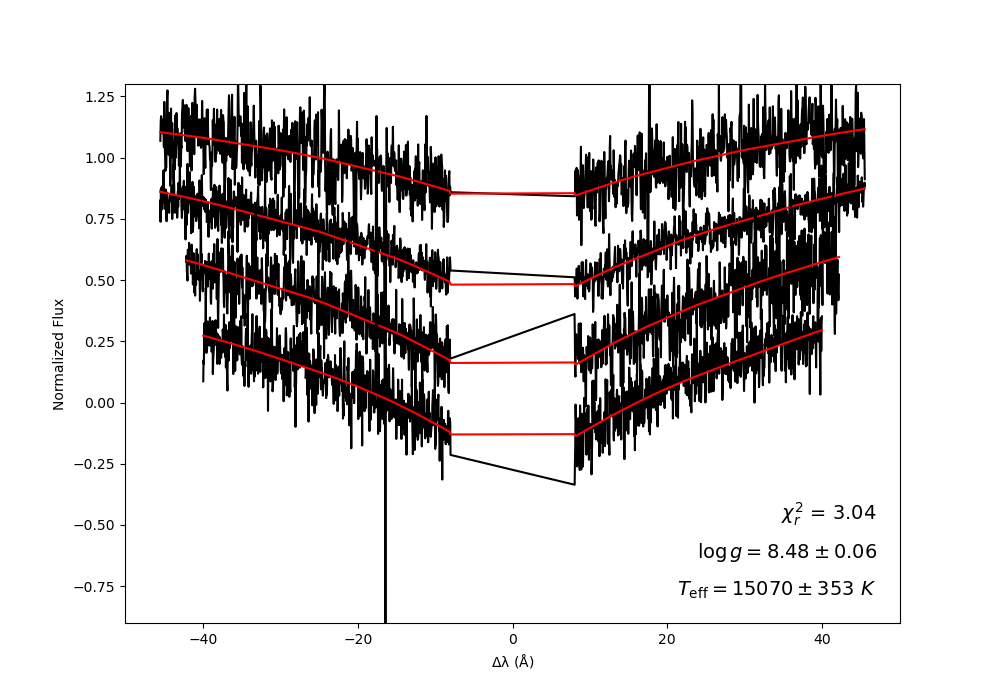 1.25
1.00
0.75
0.50
0.25
0.00
−0.25
−0.50
−0.75
Normalized Flux
χ²ᵣ = 3.04
log g = 8.48 ± 0.06
T_eff = 15070 ± 353 K
−40
−20
0
20
40
Δλ (Å)